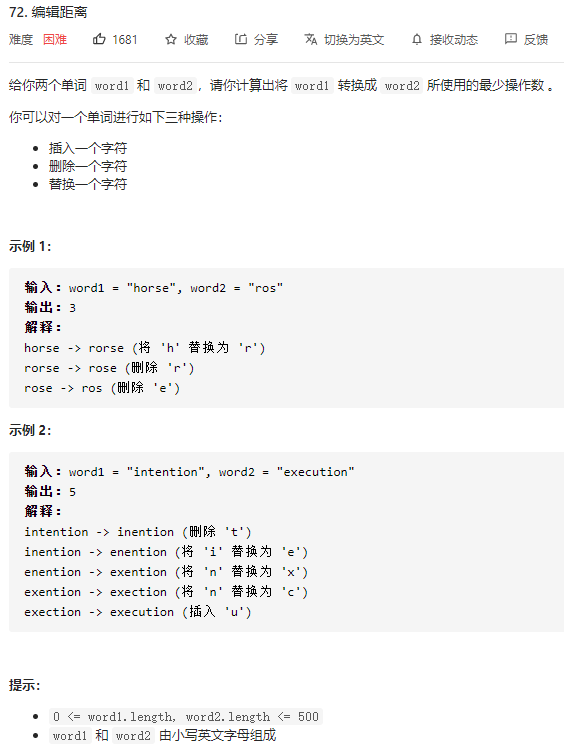 72. 编辑距离
难度 困难 1681 收藏 分享 切换为英文 接收动态 反馈
给你两个单词 word1 和 word2，请你计算出将 word1 转换成 word2 所使用的最少操作数 。
你可以对一个单词进行如下三种操作：
• 插入一个字符
• 删除一个字符
• 替换一个字符
示例 1：
输入：word1 = "horse", word2 = "ros"
输出：3
解释：
horse -> rorse (将 'h' 替换为 'r')
rorse -> rose (删除 'r')
rose -> ros (删除 'e')
示例 2：
输入：word1 = "intention", word2 = "execution"
输出：5
解释：
intention -> inention (删除 't')
inention -> enention (将 'i' 替换为 'e')
enention -> exention (将 'n' 替换为 'x')
exention -> exection (将 'n' 替换为 'c')
exection -> execution (插入 'u')
提示：
• 0 <= word1.length, word2.length <= 500
• word1 和 word2 由小写英文字母组成